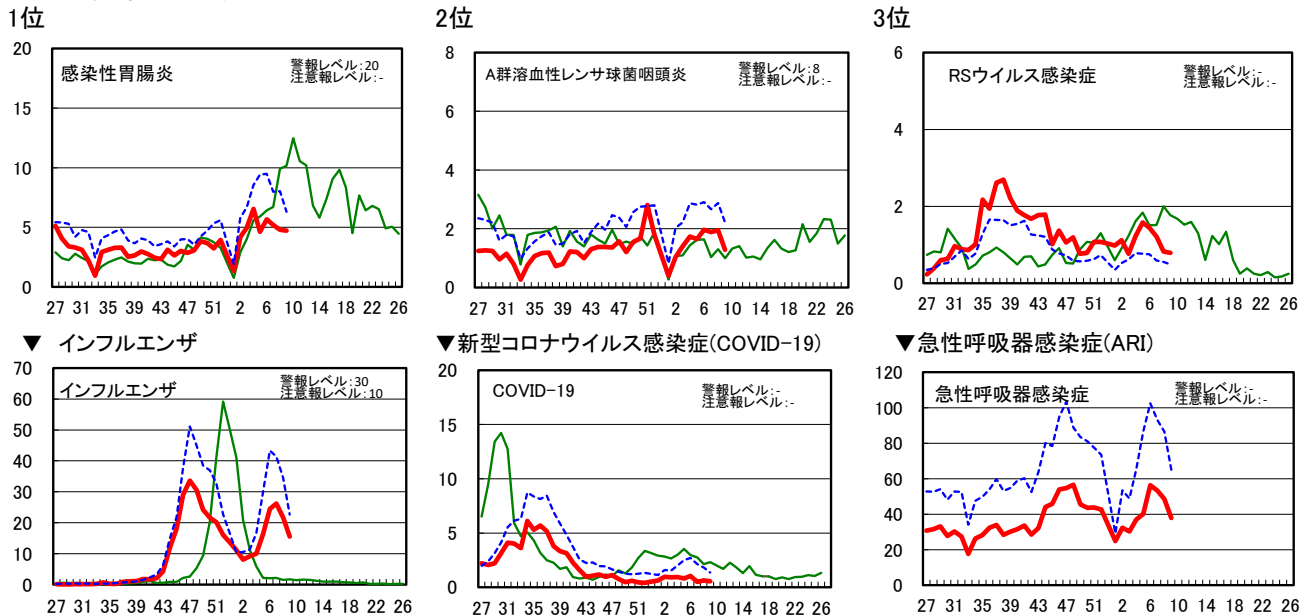 1位
2位
3位
20
15
10
5
0
感染性胃腸炎
警報レベル:20
注意報レベル:-
27 31 35 39 43 47 51 2 6 10 14 18 22 26
8
6
4
2
0
A群溶血性レンサ球菌咽頭炎
警報レベル:8
注意報レベル:-
27 31 35 39 43 47 51 2 6 10 14 18 22 26
6
4
2
0
RSウイルス感染症
警報レベル:-
注意報レベル:-
27 31 35 39 43 47 51 2 6 10 14 18 22 26
▼ インフルエンザ
▼新型コロナウイルス感染症(COVID-19)
▼急性呼吸器感染症(ARI)
70
60
50
40
30
20
10
0
インフルエンザ
警報レベル:30
注意報レベル:10
27 31 35 39 43 47 51 2 6 10 14 18 22 26
20
15
10
5
0
COVID-19
警報レベル:-
注意報レベル:-
27 31 35 39 43 47 51 2 6 10 14 18 22 26
120
100
80
60
40
20
0
急性呼吸器感染症
警報レベル:-
注意報レベル:-
27 31 35 39 43 47 51 2 6 10 14 18 22 26